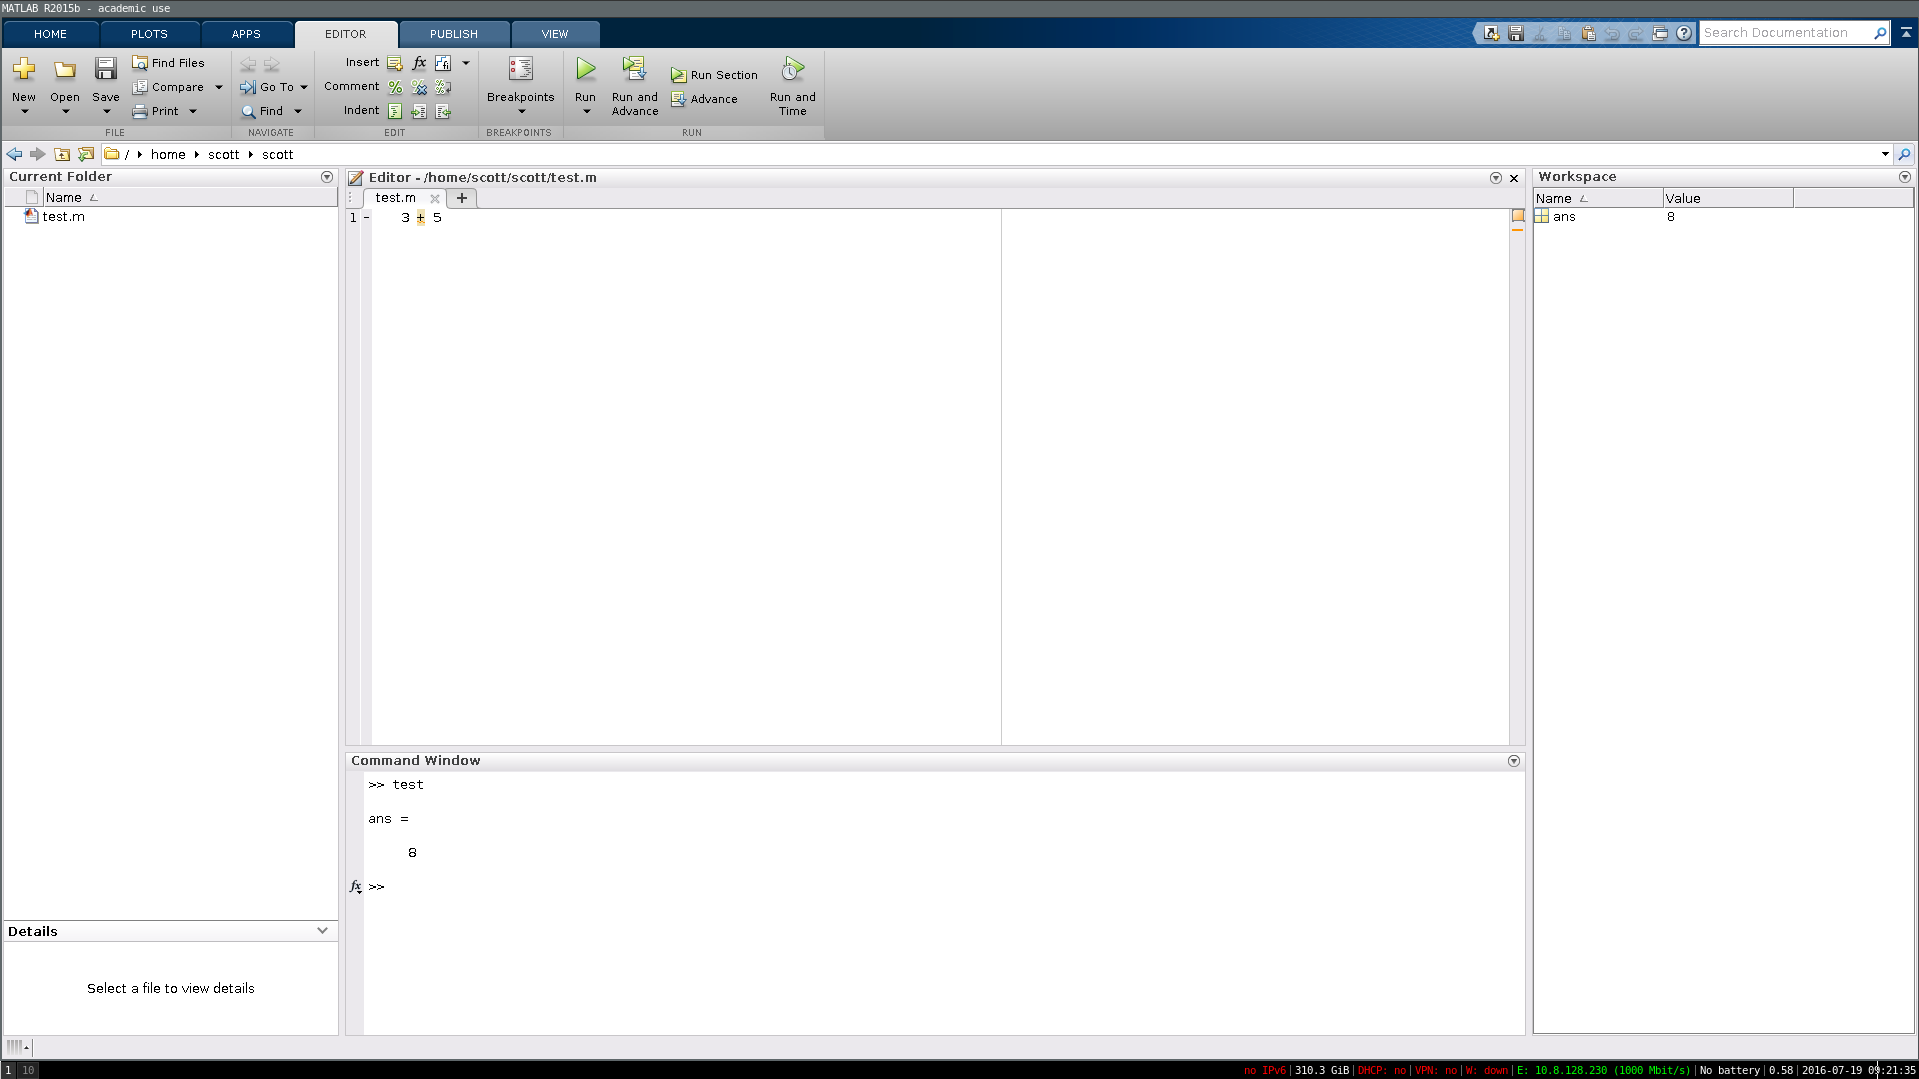 MATLAB R2015b - academic use
HOME PLOTS APPS EDITOR PUBLISH VIEW
Search Documentation
New Open Save
Find Files
Compare
Print
FILE
Go To
Find
NAVIGATE
Insert fx
Comment
Indent
EDIT
Breakpoints
BREAKPOINTS
Run
Run and Advance
Run Section
Advance
Run and Time
RUN
/ home scott scott
Current Folder
Name
test.m
Details
Select a file to view details
Editor - /home/scott/scott/test.m
test.m +
1 - 3 + 5
Command Window
>> test
ans =
8
fx >>
Workspace
Name Value
ans 8
1 10
no IPv6|310.3 GiB|DHCP: no|VPN: no|W: down|E: 10.8.128.230 (1000 Mbit/s)|No battery|0.58|2016-07-19 09:21:35